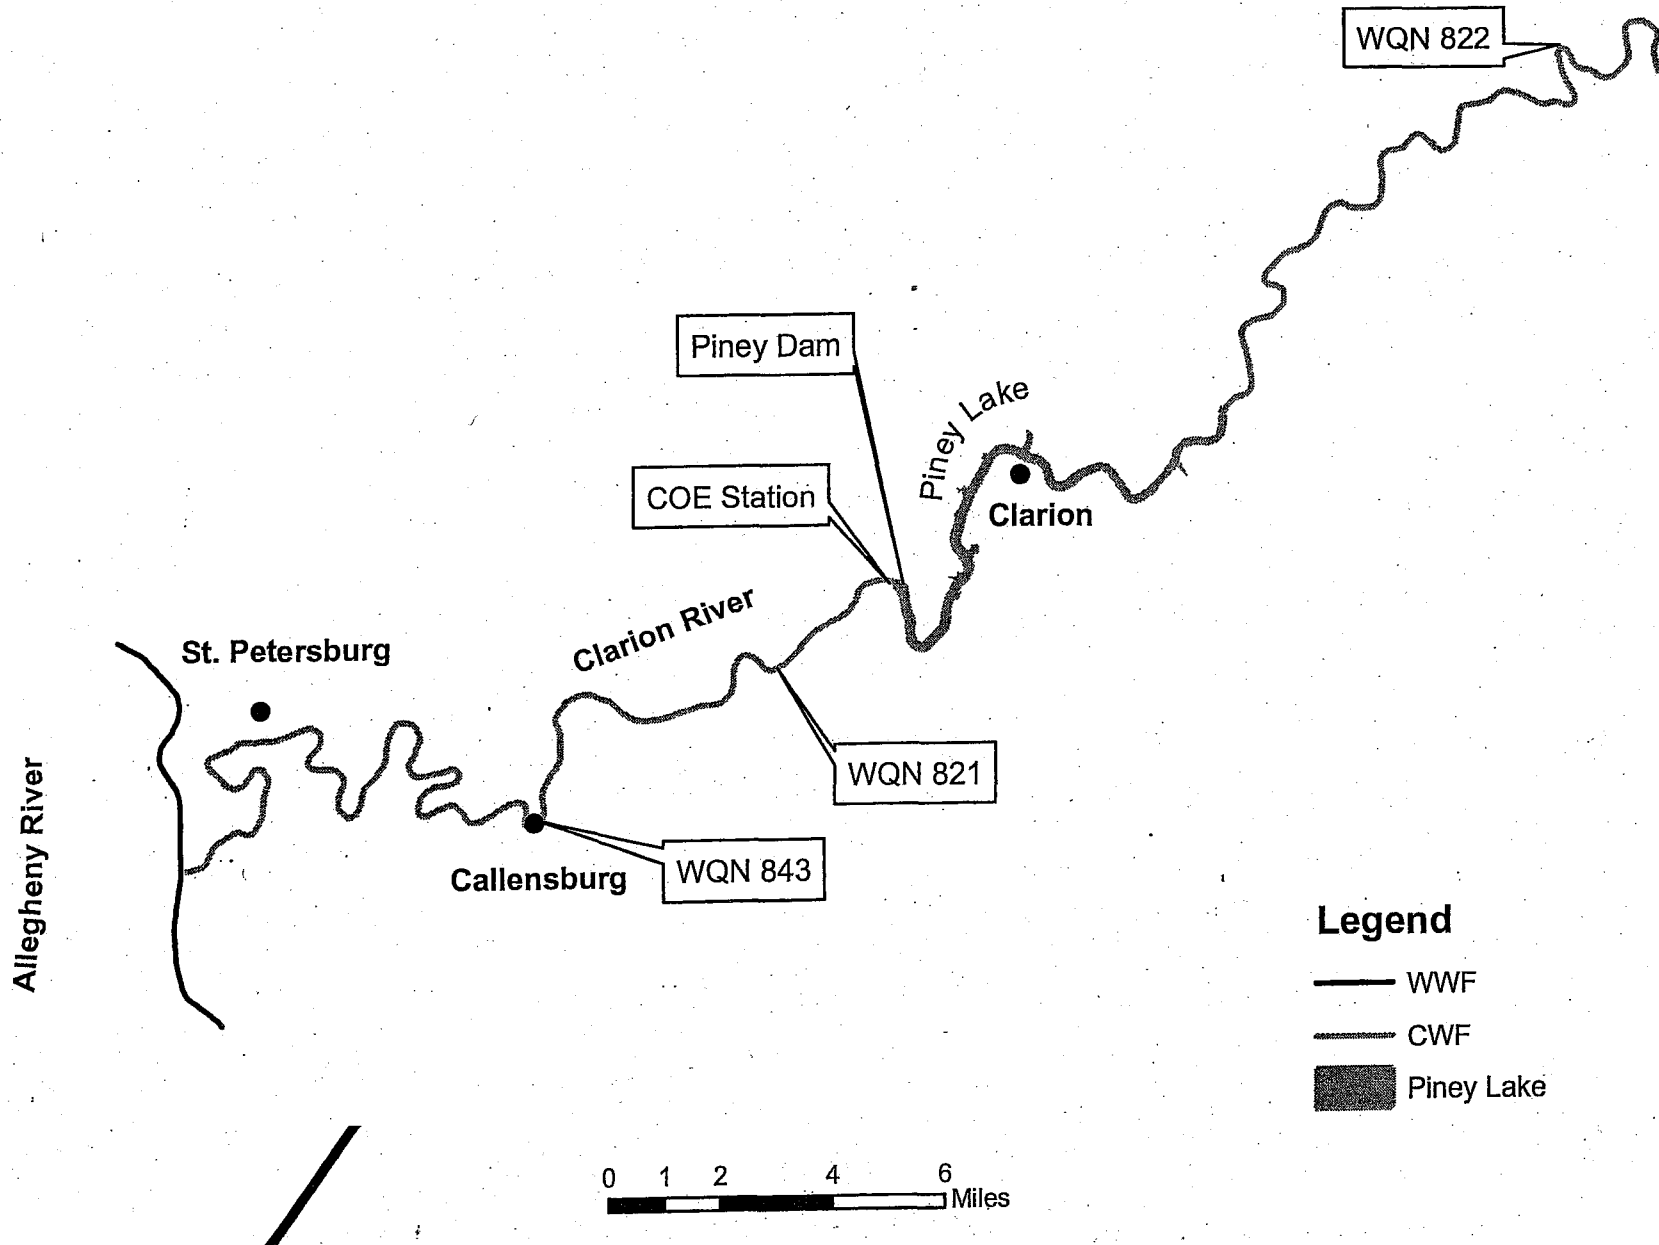 WQN 822
Piney Dam
Piney Lake
COE Station
Clarion
Clarion River
St. Petersburg
WQN 821
Allegheny River
Callensburg
WQN 843
Legend
WWF
CWF
Piney Lake
0 1 2 4 6
Miles